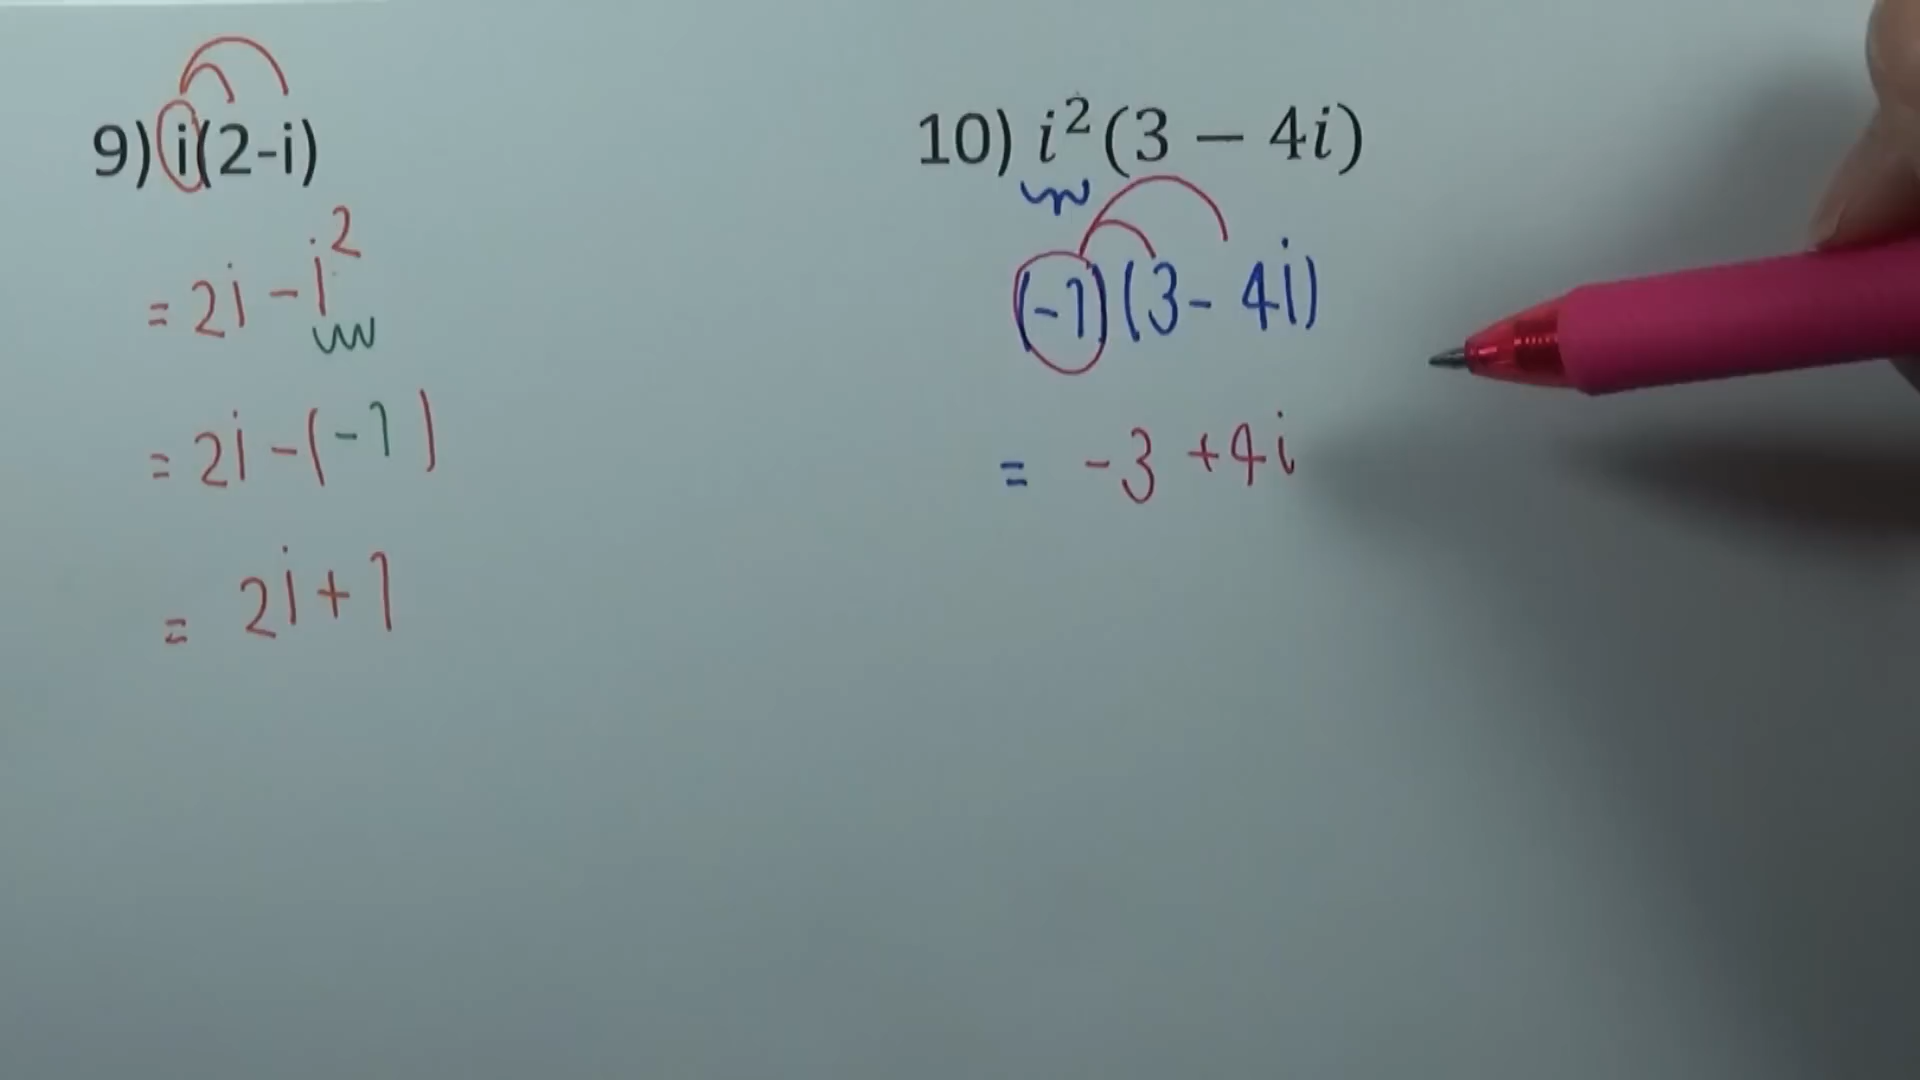 9) i(2-i)
= 2i - i²
= 2i - (-1)
= 2i + 1
10) i²(3 − 4i)
(-1)(3 - 4i)
= -3 + 4i